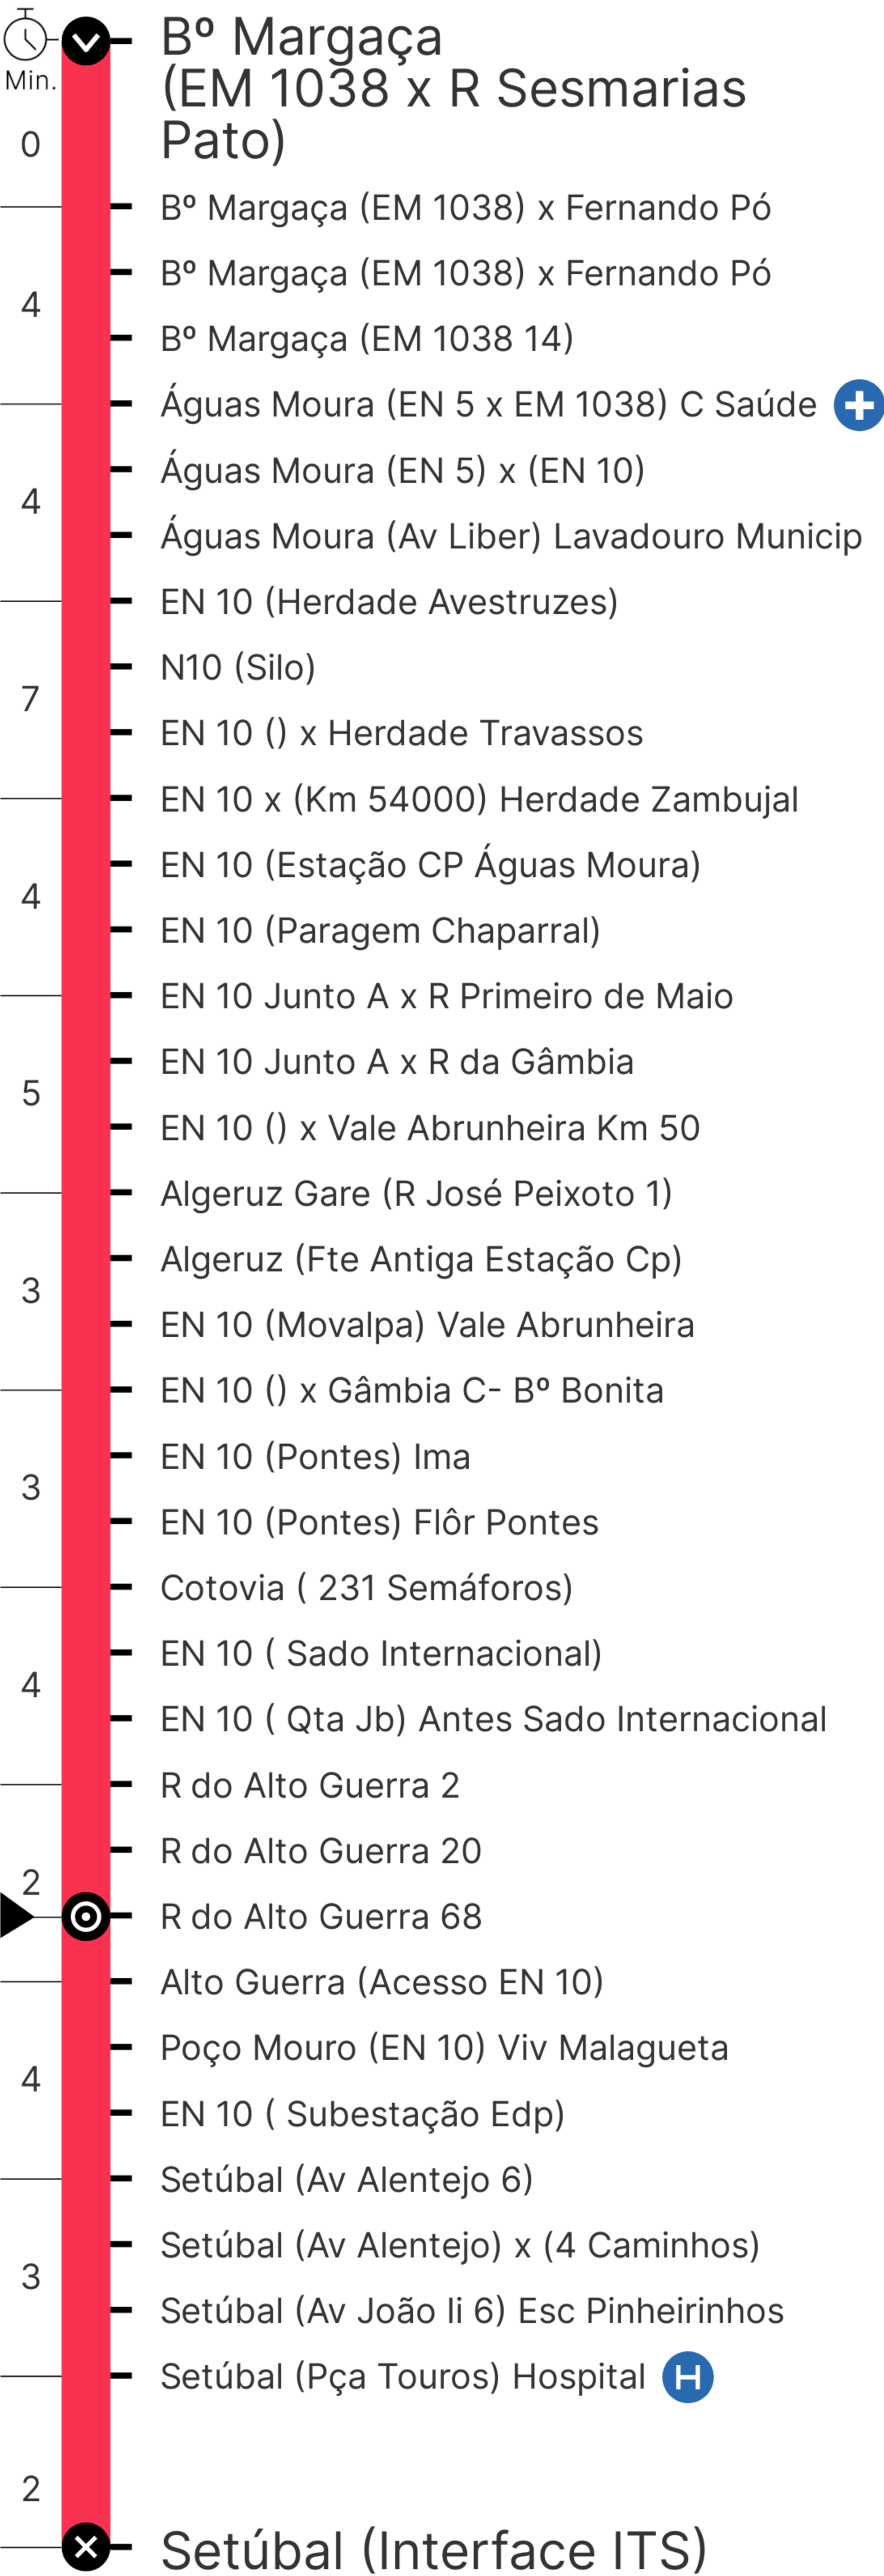 Min.
Bº Margaça
(EM 1038 x R Sesmarias
Pato)
0
Bº Margaça (EM 1038) x Fernando Pó
Bº Margaça (EM 1038) x Fernando Pó
4
Bº Margaça (EM 1038 14)
Águas Moura (EN 5 x EM 1038) C Saúde
Águas Moura (EN 5) x (EN 10)
4
Águas Moura (Av Liber) Lavadouro Municip
EN 10 (Herdade Avestruzes)
N10 (Silo)
7
EN 10 () x Herdade Travassos
EN 10 x (Km 54000) Herdade Zambujal
EN 10 (Estação CP Águas Moura)
4
EN 10 (Paragem Chaparral)
EN 10 Junto A x R Primeiro de Maio
EN 10 Junto A x R da Gâmbia
5
EN 10 () x Vale Abrunheira Km 50
Algeruz Gare (R José Peixoto 1)
Algeruz (Fte Antiga Estação Cp)
3
EN 10 (Movalpa) Vale Abrunheira
EN 10 () x Gâmbia C- Bº Bonita
EN 10 (Pontes) Ima
3
EN 10 (Pontes) Flôr Pontes
Cotovia ( 231 Semáforos)
EN 10 ( Sado Internacional)
4
EN 10 ( Qta Jb) Antes Sado Internacional
R do Alto Guerra 2
R do Alto Guerra 20
2
R do Alto Guerra 68
Alto Guerra (Acesso EN 10)
Poço Mouro (EN 10) Viv Malagueta
4
EN 10 ( Subestação Edp)
Setúbal (Av Alentejo 6)
Setúbal (Av Alentejo) x (4 Caminhos)
3
Setúbal (Av João Ii 6) Esc Pinheirinhos
Setúbal (Pça Touros) Hospital H
2
Setúbal (Interface ITS)